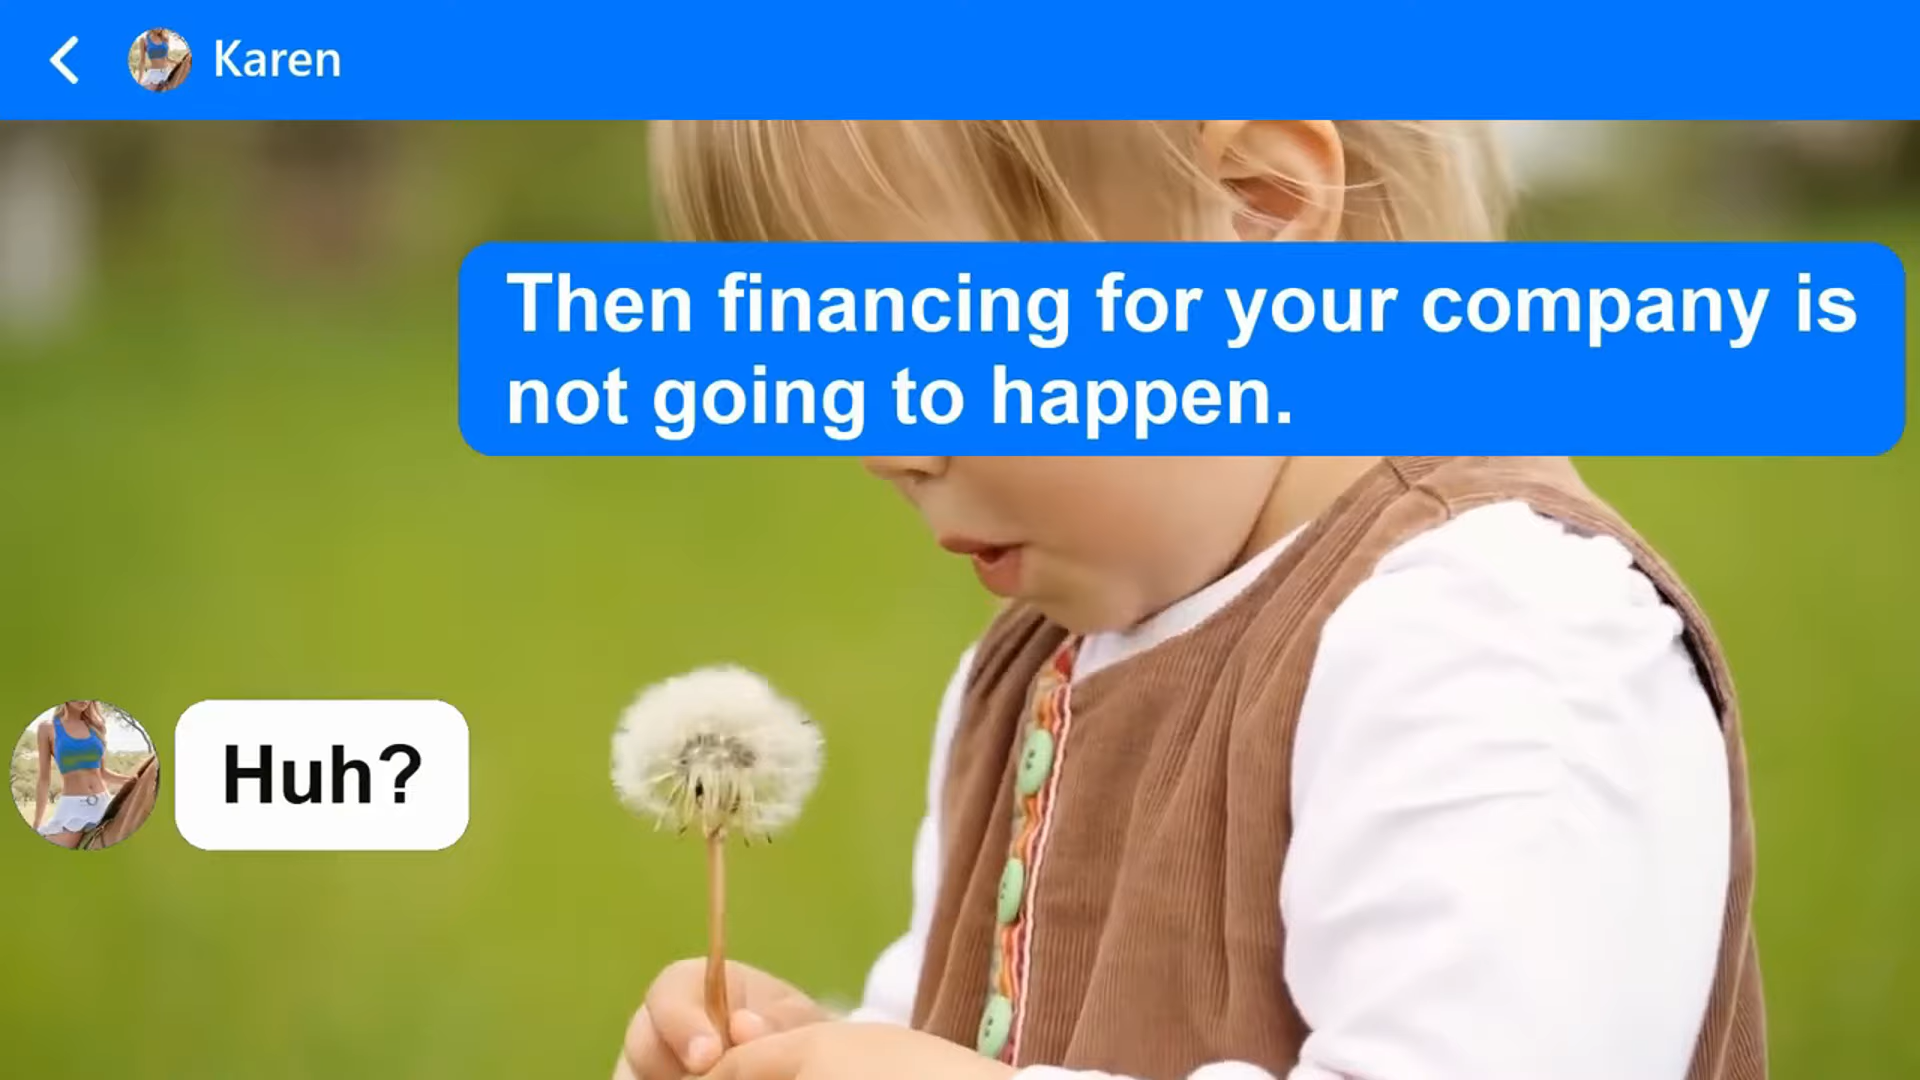 Karen
Then financing for your company is
not going to happen.
Huh?